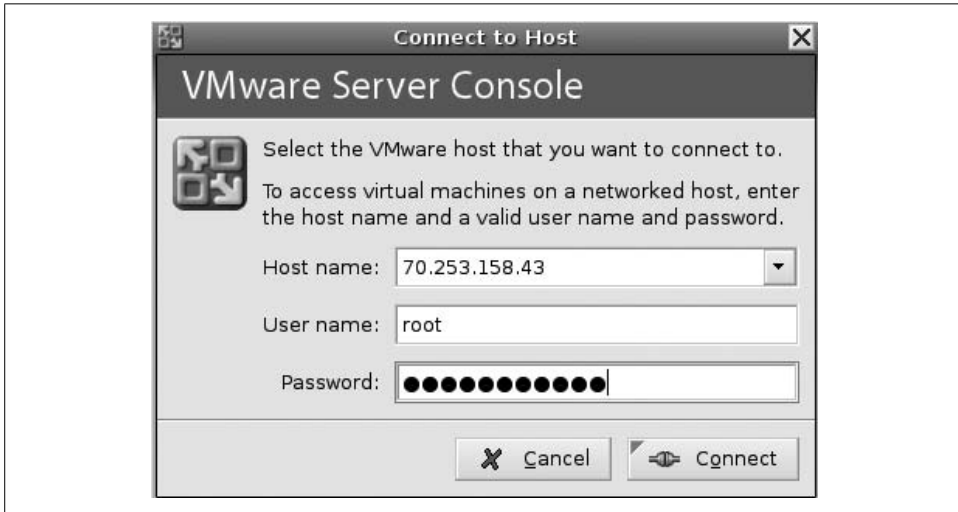 Connect to Host
VMware Server Console
Select the VMware host that you want to connect to.
To access virtual machines on a networked host, enter
the host name and a valid user name and password.
Host name: 70.253.158.43
User name: root
Password: ●●●●●●●●●●●
Cancel
Connect